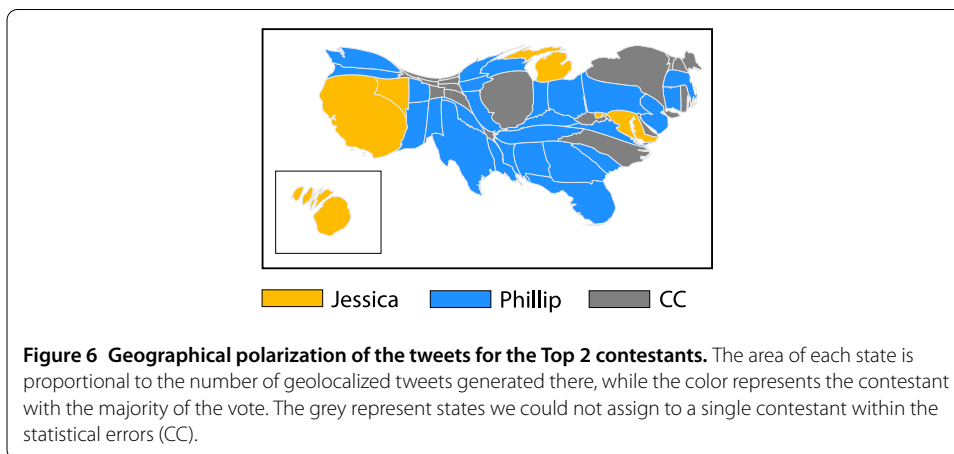 Jessica Phillip CC
Figure 6 Geographical polarization of the tweets for the Top 2 contestants. The area of each state is
proportional to the number of geolocalized tweets generated there, while the color represents the contestant
with the majority of the vote. The grey represent states we could not assign to a single contestant within the
statistical errors (CC).